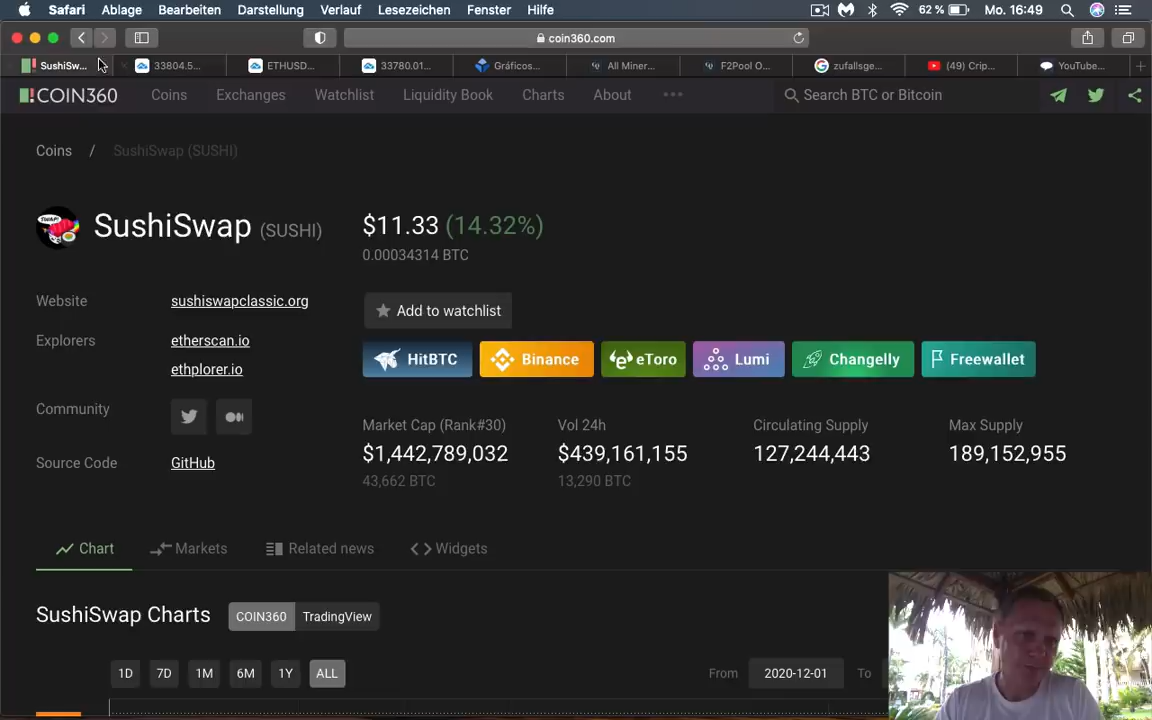 Safari Ablage Bearbeiten Darstellung Verlauf Lesezeichen Fenster Hilfe 62 % Mo. 16:49
coin360.com
SushiSw... 33804.5... ETHUSD... 33780.01... Gráficos... All Miner... F2Pool O... zufallsge... (49) Crip... YouTube...
COIN360 Coins Exchanges Watchlist Liquidity Book Charts About Search BTC or Bitcoin
Coins / SushiSwap (SUSHI)
SushiSwap (SUSHI) $11.33 (14.32%)
0.00034314 BTC
Website sushiswapclassic.org
Add to watchlist
Explorers etherscan.io
ethplorer.io
HitBTC Binance eToro Lumi Changelly Freewallet
Community
Source Code GitHub
Market Cap (Rank#30) Vol 24h Circulating Supply Max Supply
$1,442,789,032 $439,161,155 127,244,443 189,152,955
43,662 BTC 13,290 BTC
Chart Markets Related news Widgets
SushiSwap Charts COIN360 TradingView
1D 7D 1M 6M 1Y ALL From 2020-12-01 To